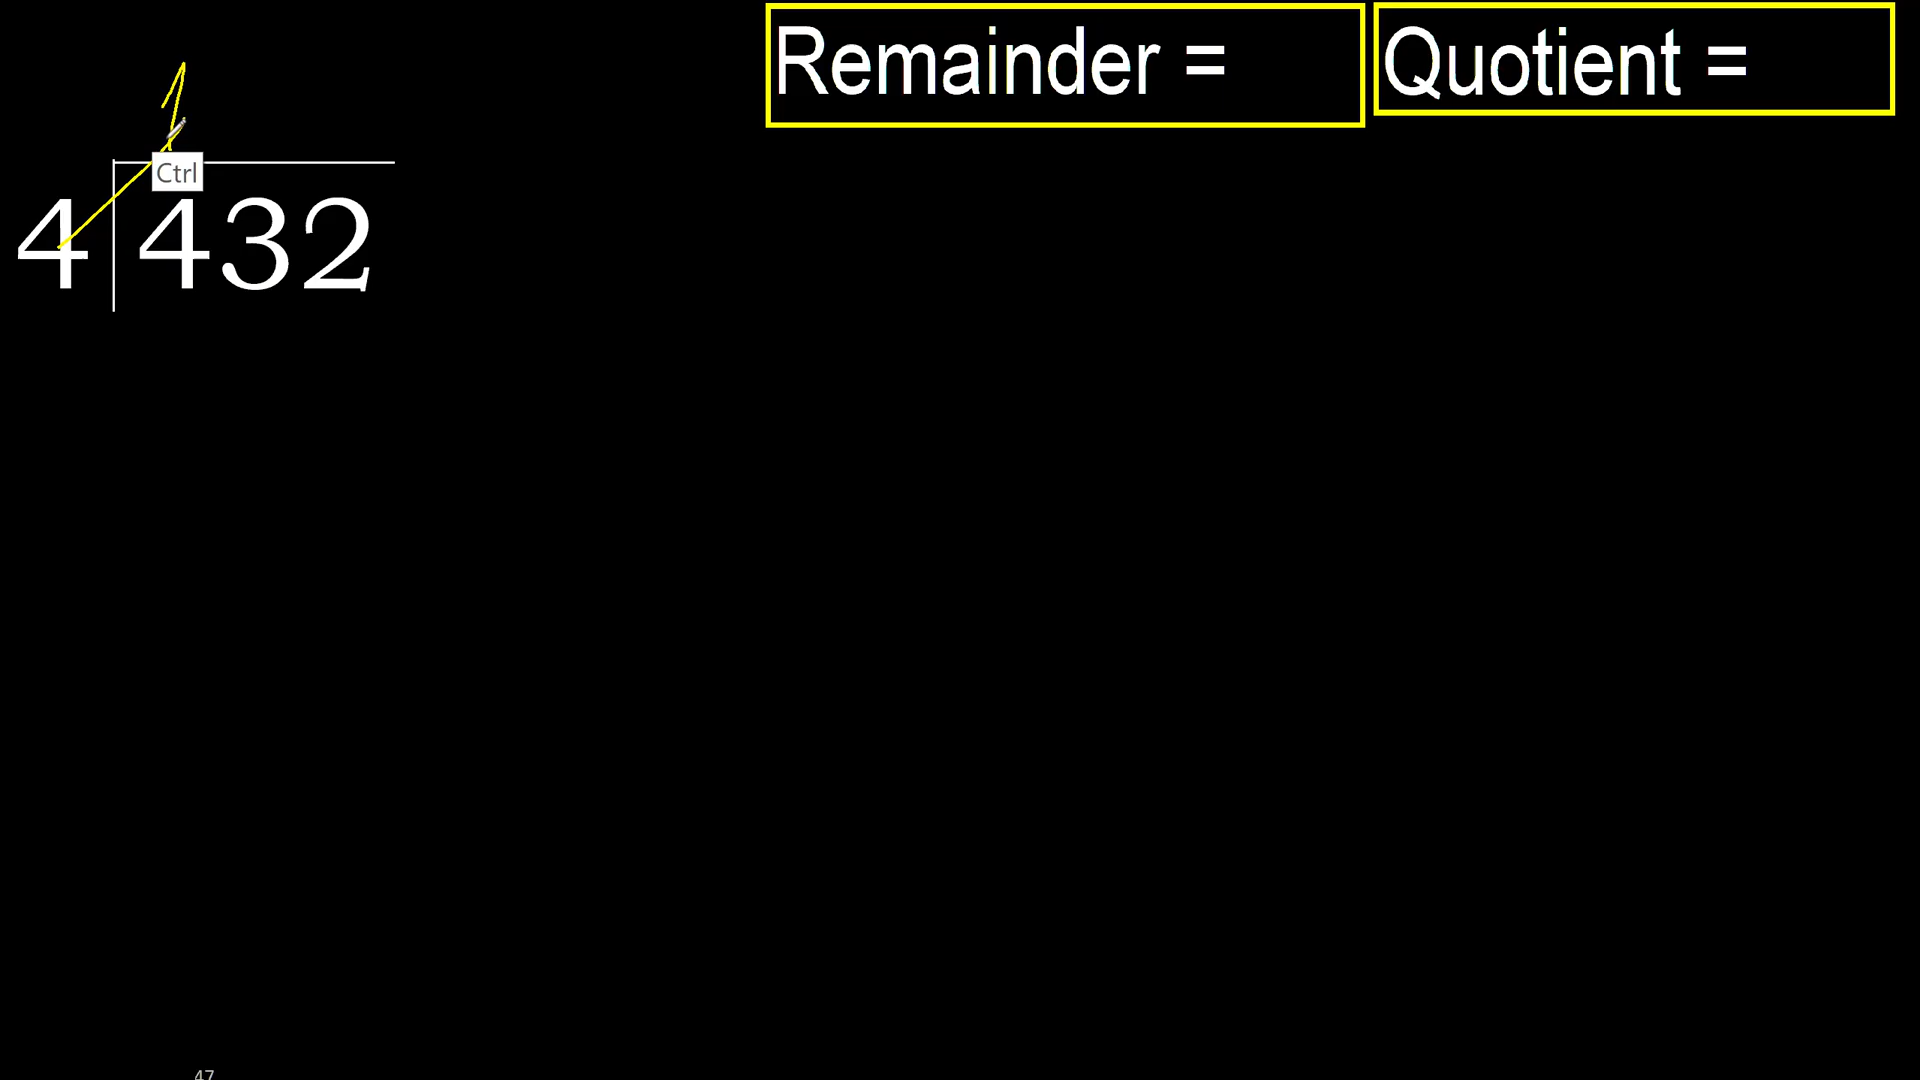 Remainder = Quotient =
1
Ctrl
4 432
47